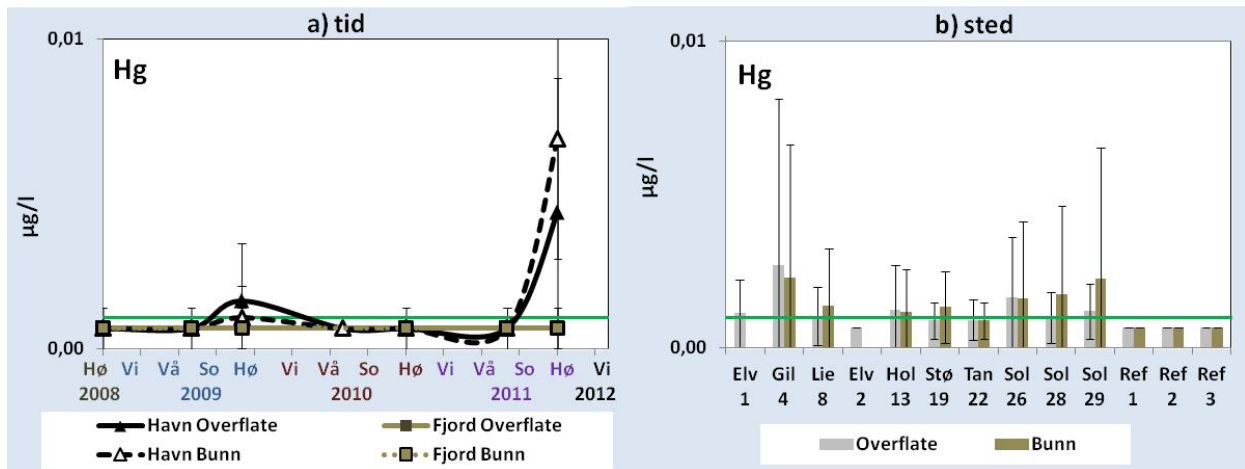 a) tid
0,01
Hg
µg/l
0,00
Hø Vi Vå So Hø Vi Vå So Hø Vi Vå So Hø Vi
2008 2009 2010 2011 2012
Havn Overflate Fjord Overflate
Havn Bunn Fjord Bunn
b) sted
0,01
Hg
µg/l
0,00
Elv Gil Lie Elv Hol Stø Tan Sol Sol Sol Ref Ref Ref
1 4 8 2 13 19 22 26 28 29 1 2 3
Overflate Bunn